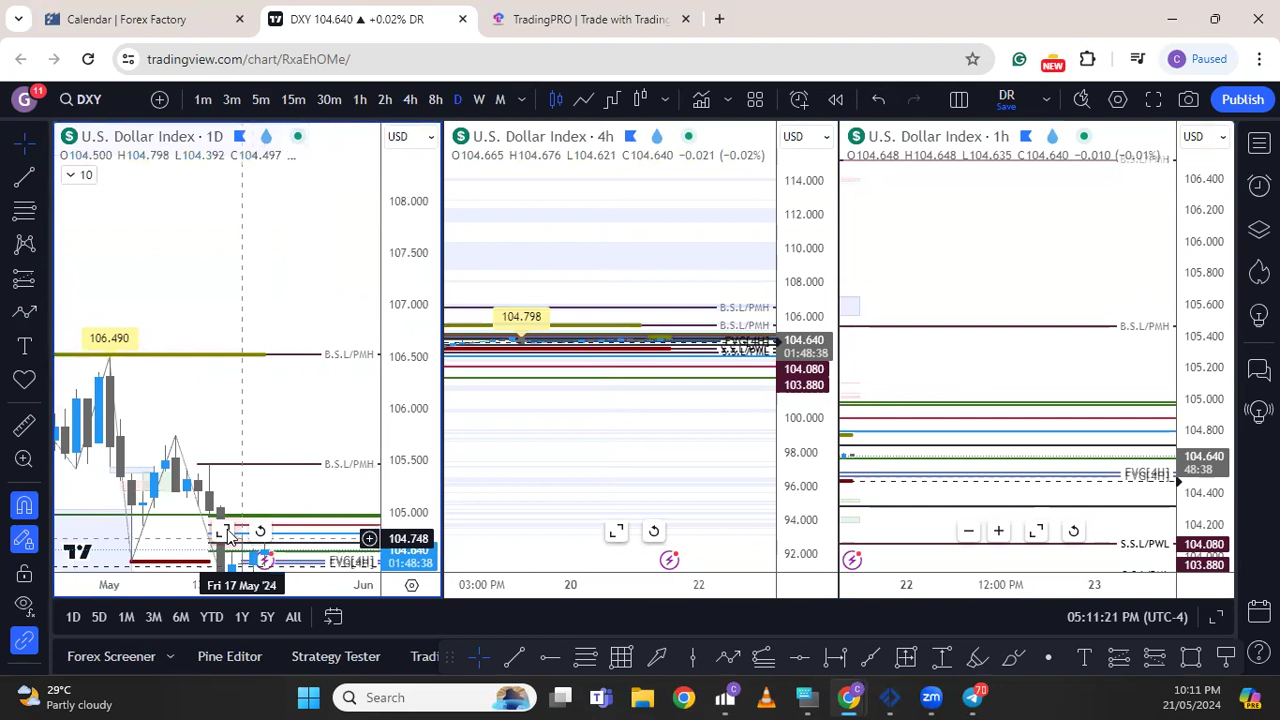 Calendar | Forex Factory
DXY 104.640 ▲ +0.02% DR
TradingPRO | Trade with Trading
tradingview.com/chart/RxaEhOMe/
NEW
C
Paused
G
11
DXY
1m 3m 5m 15m 30m 1h 2h 4h 8h D W M
DR
Save
Publish
U.S. Dollar Index · 1D
USD
O104.500 H104.798 L104.392 C104.497 ...
10
108.000
107.500
107.000
106.500
106.000
105.500
105.000
104.748
104.640
01:48:38
106.490
B.S.L/PMH
B.S.L/PMH
May
Fri 17 May '24
Jun
U.S. Dollar Index · 4h
USD
O104.665 H104.676 L104.621 C104.640 −0.021 (−0.02%)
114.000
112.000
110.000
108.000
106.000
104.640
01:48:38
104.080
103.880
100.000
98.000
96.000
94.000
92.000
104.798
B.S.L/PMH
B.S.L/PMH
S.S.L/PWL
03:00 PM 20 22
U.S. Dollar Index · 1h
USD
O104.648 H104.648 L104.635 C104.640 −0.010 (−0.01%)
B.S.L/PMH
106.400
106.200
106.000
105.800
105.600
105.400
105.200
105.000
104.800
104.640
48:38
104.400
104.200
104.080
103.880
B.S.L/PMH
FVG[4H]
S.S.L/PWL
22 12:00 PM 23
1D 5D 1M 3M 6M YTD 1Y 5Y All
05:11:21 PM (UTC-4)
Forex Screener
Pine Editor
Strategy Tester
Tradi
29°C
Partly cloudy
Search
70
10:11 PM
21/05/2024
PRE